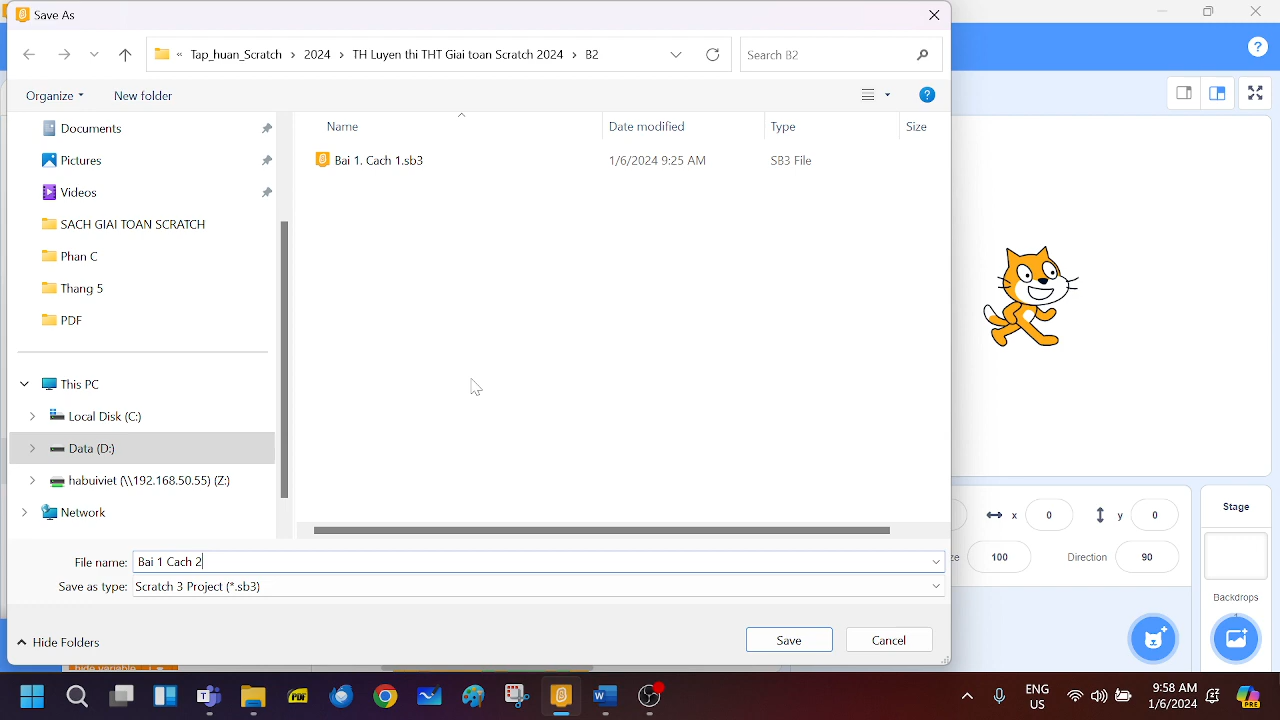 Save As
« Tap_huan_Scratch › 2024 › TH Luyen thi THT Giai toan Scratch 2024 › B2
Search B2
Organize
New folder
Name
Date modified
Type
Size
Documents
Bai 1. Cach 1.sb3
1/6/2024 9:25 AM
SB3 File
Pictures
Videos
SACH GIAI TOAN SCRATCH
Phan C
Thang 5
PDF
This PC
Local Disk (C:)
Data (D:)
habuiviet (\\192.168.50.55) (Z:)
Network
x 0
y 0
Stage
100
Direction 90
Backdrops
File name: Bai 1 Cach 2
Save as type: Scratch 3 Project (*.sb3)
Hide Folders
Save
Cancel
hide variable
PDF
ENG
US
9:58 AM
1/6/2024
PRE